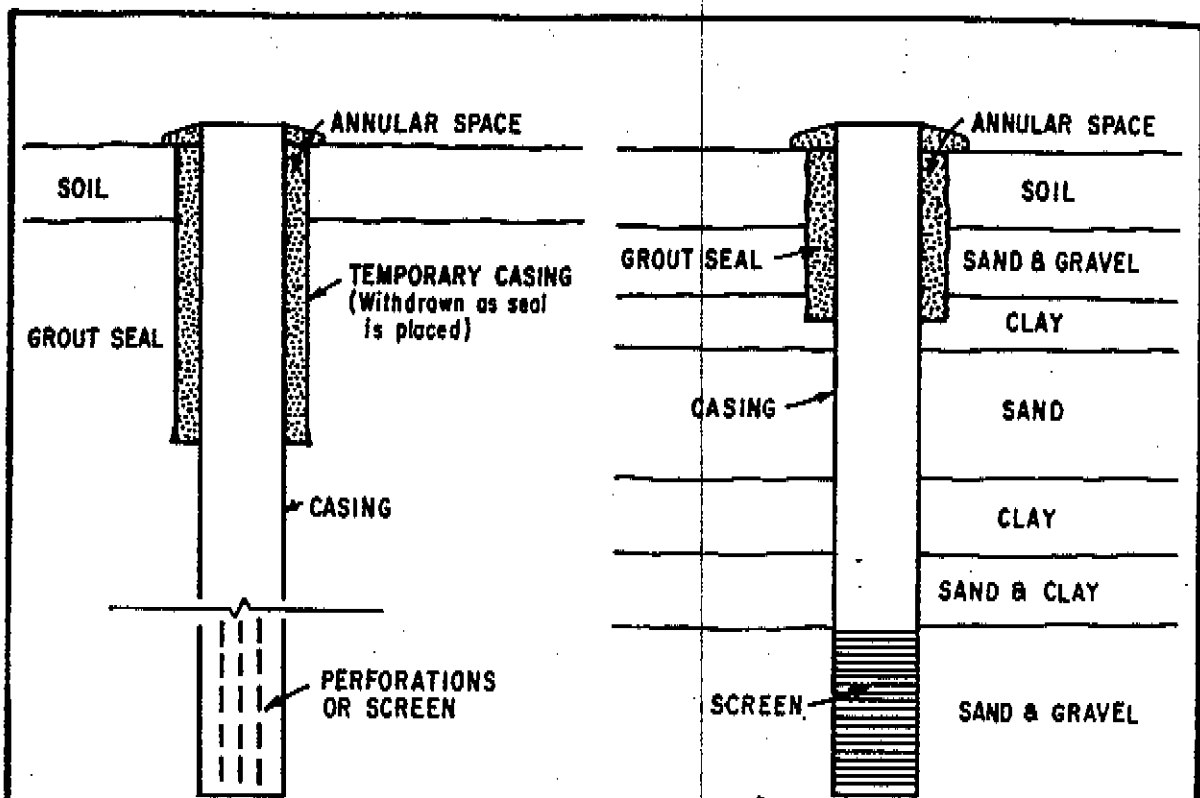 ANNULAR SPACE
SOIL
TEMPORARY CASING
(Withdrawn as seal
is placed)
GROUT SEAL
CASING
PERFORATIONS
OR SCREEN
ANNULAR SPACE
SOIL
GROUT SEAL
SAND & GRAVEL
CLAY
CASING
SAND
CLAY
SAND & CLAY
SCREEN
SAND & GRAVEL